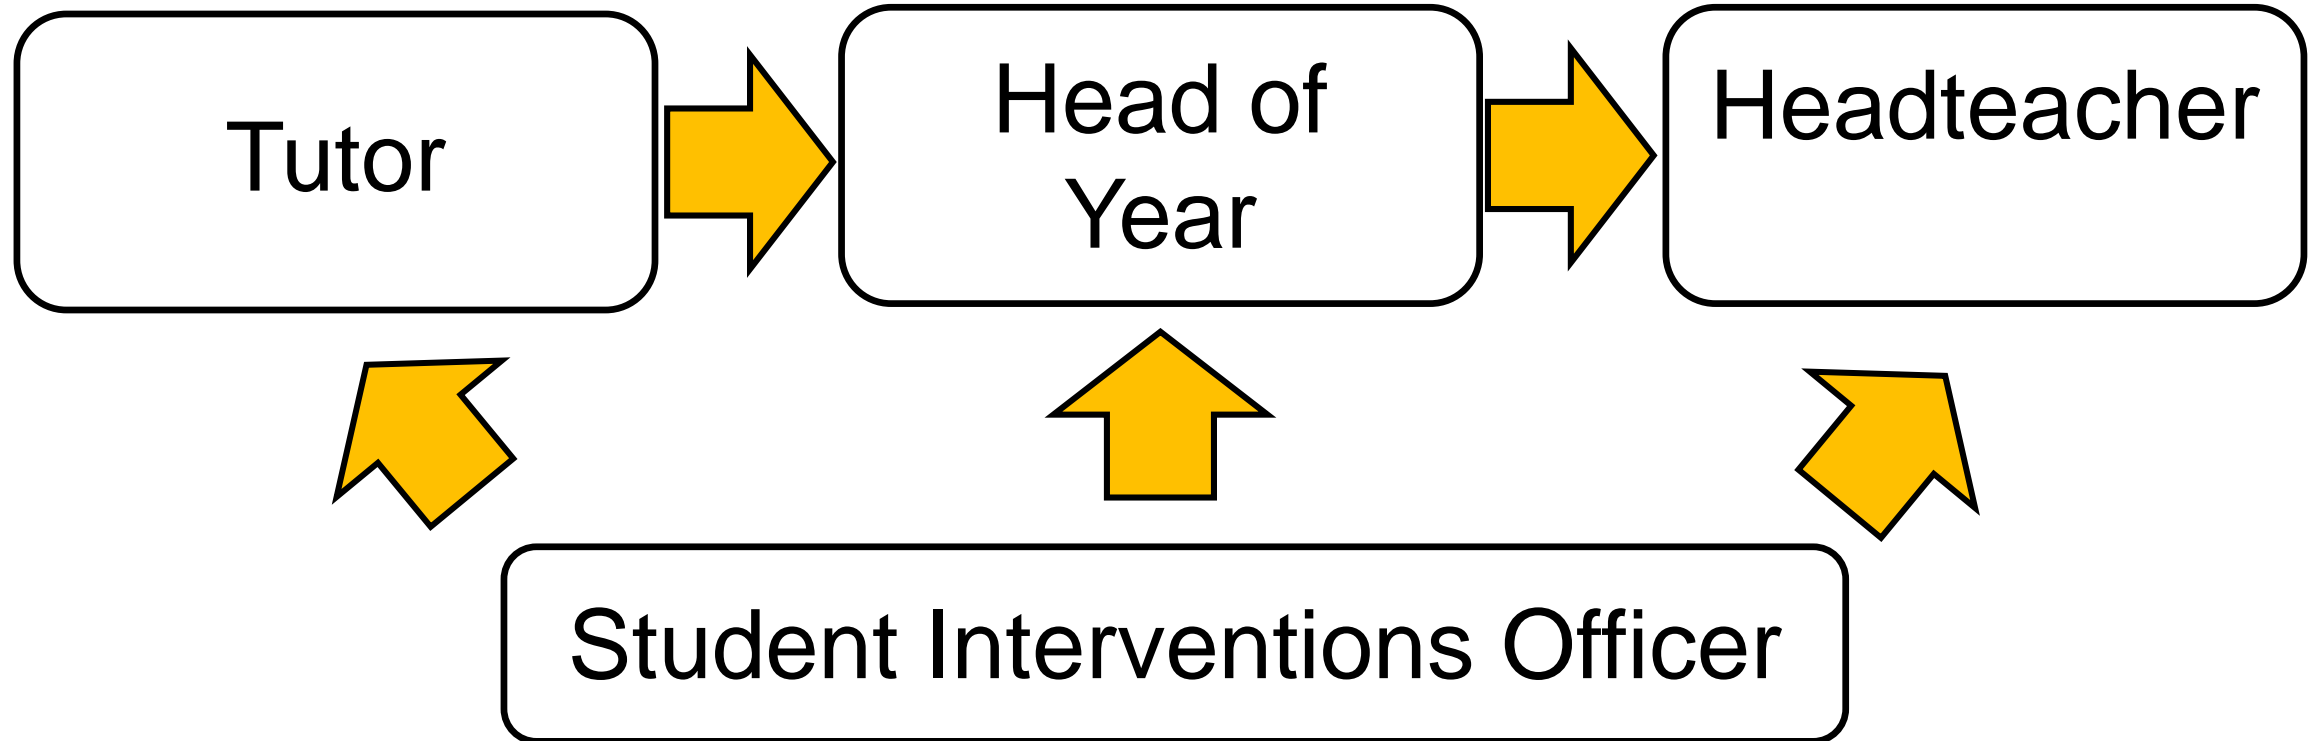 Tutor
Head of
Year
Headteacher
Student Interventions Officer